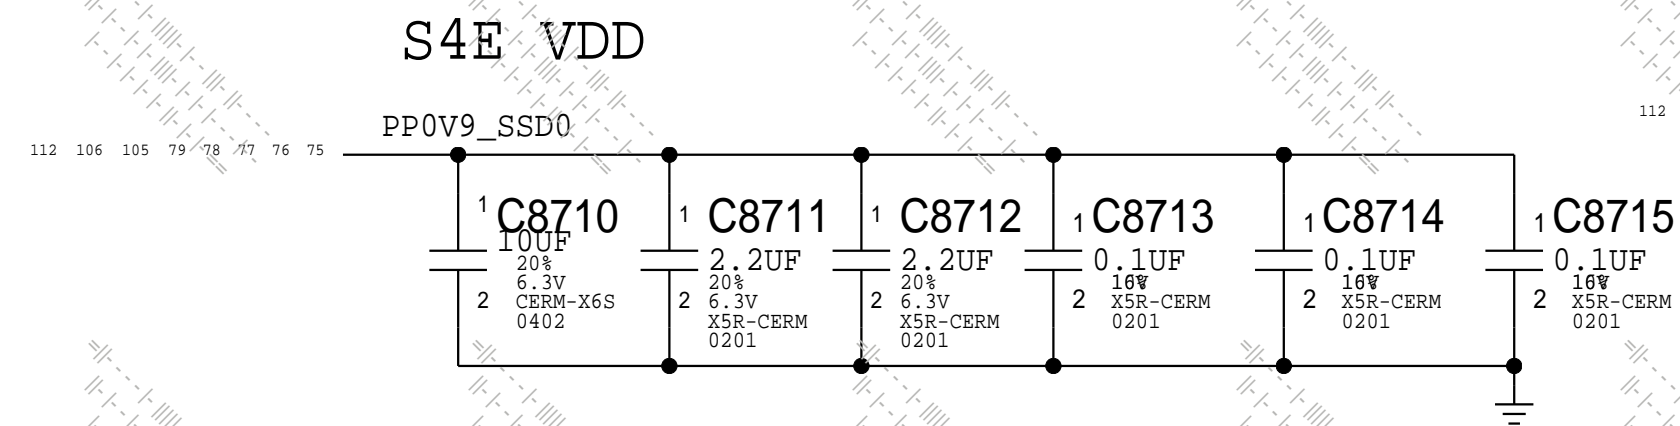 S4E VDD
112
PP0V9_SSD0
112 106 105 79 78 77 76 75
1 C8710
10UF
20%
6.3V
2 CERM-X6S
0402
1 C8711
2.2UF
20%
2 6.3V
X5R-CERM
0201
1 C8712
2.2UF
20%
2 6.3V
X5R-CERM
0201
1 C8713
0.1UF
2 X5R-CERM
0201
1 C8714
0.1UF
2 X5R-CERM
0201
1 C8715
0.1UF
2 X5R-CERM
0201